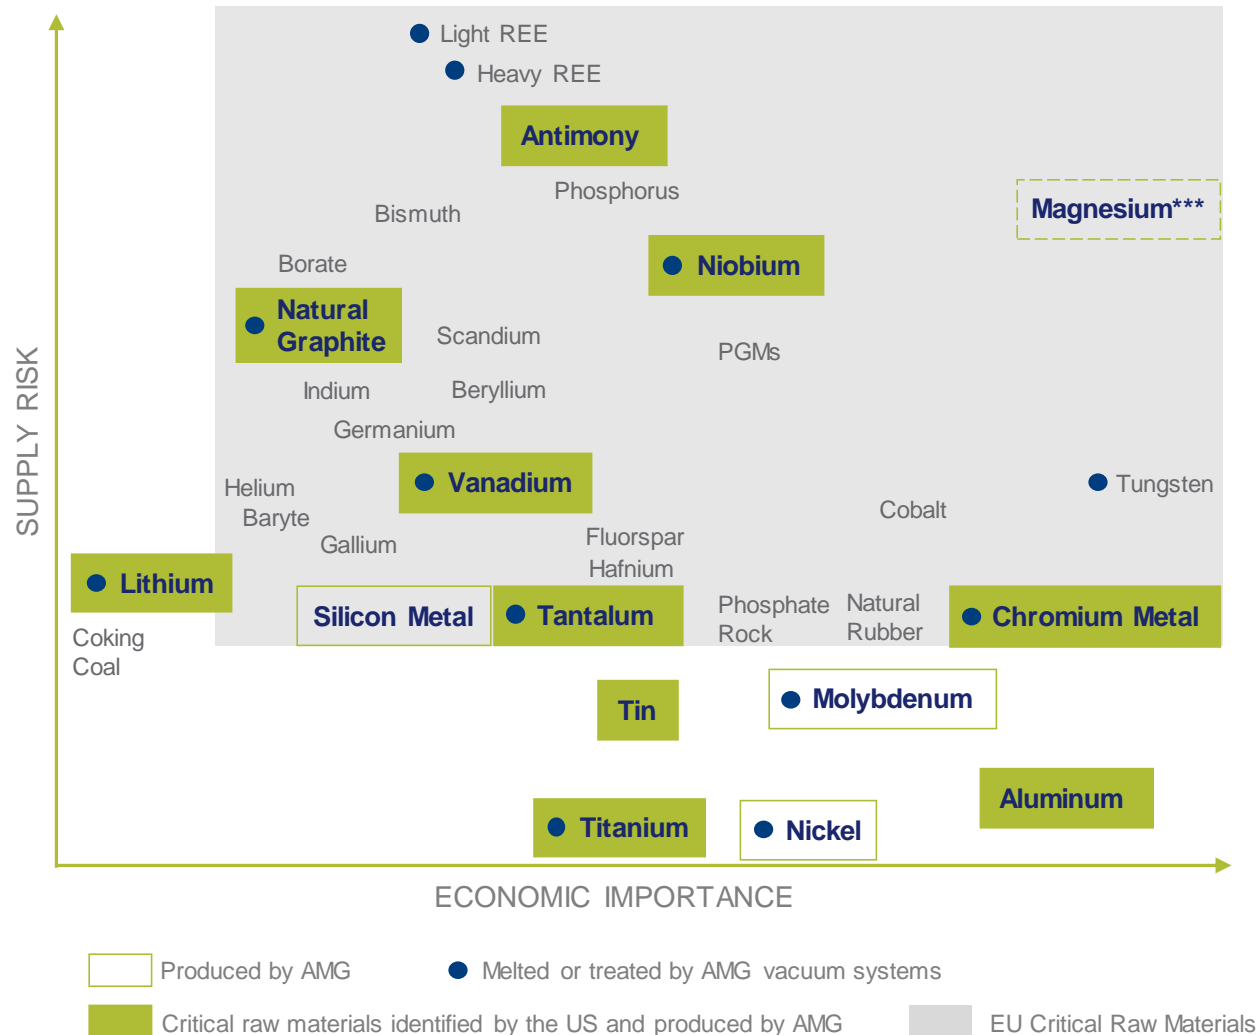 Light REE
Heavy REE
Antimony
Phosphorus
Magnesium***
Bismuth
Borate
Niobium
Natural
Graphite
Scandium
PGMs
Indium
Beryllium
Germanium
Vanadium
Helium
Baryte
Tungsten
Cobalt
Gallium
Fluorspar
Hafnium
Lithium
Silicon Metal
Tantalum
Phosphate
Rock
Natural
Rubber
Chromium Metal
Coking
Coal
Tin
Molybdenum
Aluminum
Titanium
Nickel
SUPPLY RISK
ECONOMIC IMPORTANCE
Produced by AMG
Melted or treated by AMG vacuum systems
Critical raw materials identified by the US and produced by AMG
EU Critical Raw Materials